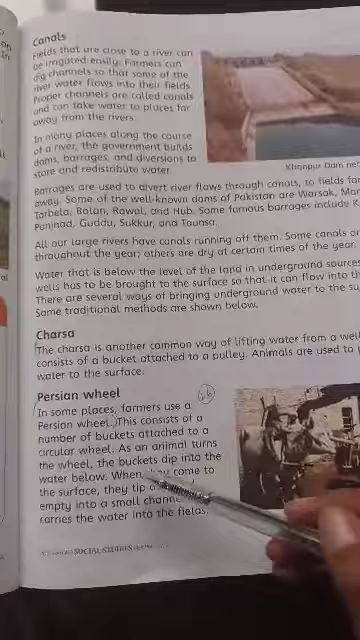 Canals
Fields that are close to a river can
be irrigated easily. Farmers can
dig channels so that some of the
river water flows into their fields.
Proper channels are called canals
and can take water to places far
away from the rivers.
In many places along the course
of a river, the government builds
dams, barrages, and diversions to
store and redistribute water.
Khanpur Dam
Barrages are used to divert river flows through canals, to fields far
away. Some of the well-known dams of Pakistan are Warsak,
Tarbela, Bolan, Rawal, and Hub. Some famous barrages include
Panjnad, Guddu, Sukkur, and Taunsa.
All our large rivers have canals running off them. Some canals
throughout the year; others are dry at certain times of the year.
Water that is below the level of the land in underground sources
wells has to be brought to the surface so that it can flow into
There are several ways of bringing underground water to the
Some traditional methods are shown below.
Charsa
The charsa is another common way of lifting water from a
consists of a bucket attached to a pulley. Animals are used to
water to the surface.
Persian wheel
In some places, farmers use a
Persian wheel. This consists of a
number of buckets attached to a
circular wheel. As an animal turns
the wheel, the buckets dip into the
water below. When come to
the surface, they tip
empty into a small
carries the water into the fields.
SOCIAL STUDIES